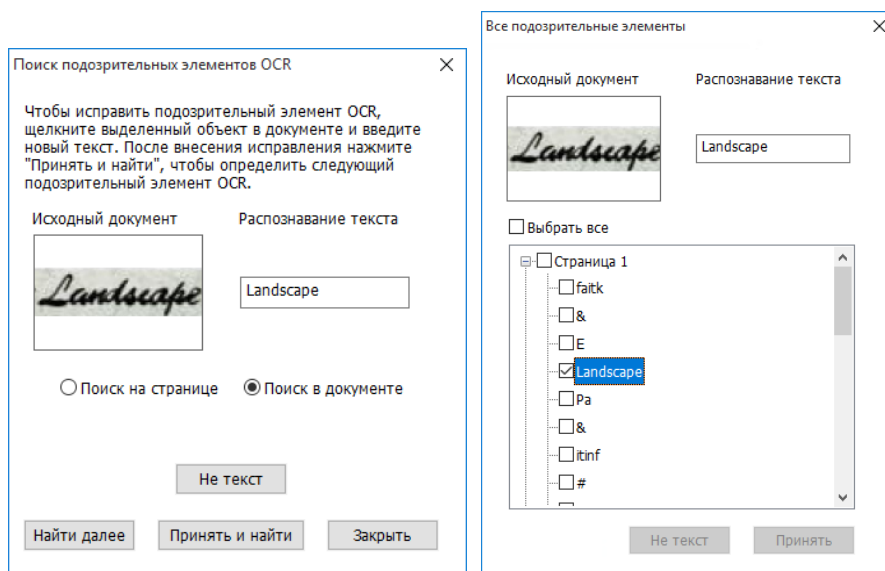 Поиск подозрительных элементов OCR
Чтобы исправить подозрительный элемент OCR,
щелкните выделенный объект в документе и введите
новый текст. После внесения исправления нажмите
"Принять и найти", чтобы определить следующий
подозрительный элемент OCR.
Исходный документ Распознавание текста
Landscape Landscape
Поиск на странице Поиск в документе
Не текст
Найти далее Принять и найти Закрыть
Все подозрительные элементы
Исходный документ Распознавание текста
Landscape Landscape
Выбрать все
Страница 1
faitk
&
E
Landscape
Pa
&
itinf
#
Не текст Принять